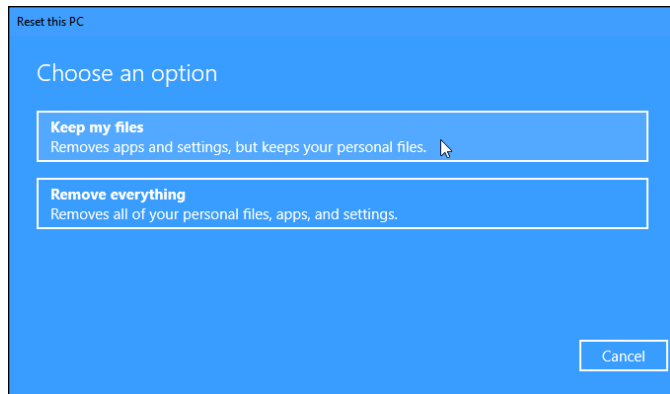 Reset this PC
Choose an option
Keep my files
Removes apps and settings, but keeps your personal files.
Remove everything
Removes all of your personal files, apps, and settings.
Cancel